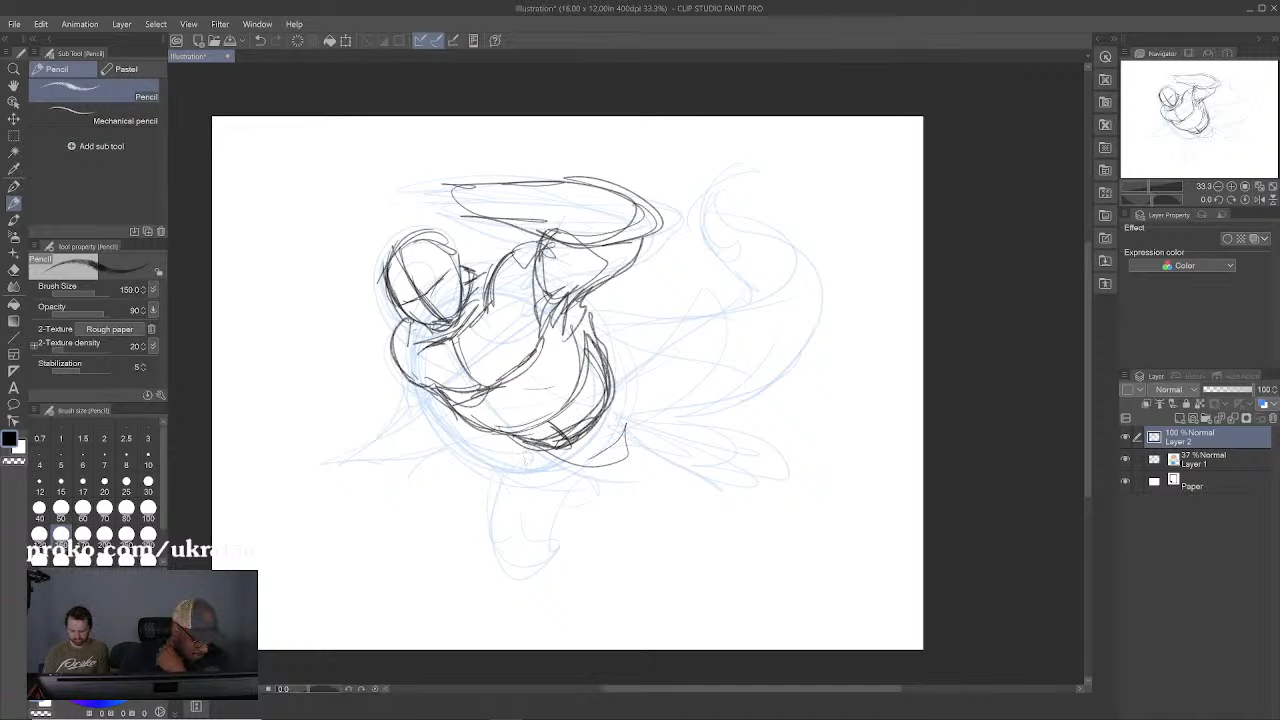 Illustration* (16.00 x 12.00in 400dpi 33.3%) - CLIP STUDIO PAINT PRO
File Edit Animation Layer Select View Filter Window Help
Illustration*
Sub Tool [Pencil]
Pencil Pastel
Pencil
Mechanical pencil
Add sub tool
Tool property [Pencil]
Pencil
Brush Size 150.0
Opacity 90
2-Texture Rough paper
2-Texture density 20
Stabilization 5
Brush size [Pencil]
0.7 1 1.5 2 2.5 3
4 5 6 7 8 10
12 15 17 20 25 30
40 50 60 70 80 100
proko.com/ukraine
Proko
0.0
Navigator
33.3
0.0
Layer Property
Effect
Expression color
Color
Layer
Normal 100
100 % Normal
Layer 2
37 % Normal
Layer 1
Paper